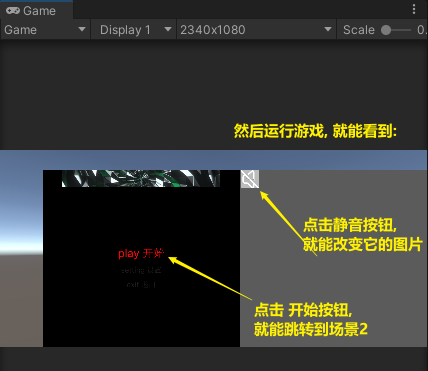 Game
Game
Display 1
2340x1080
Scale
0.
然后运行游戏, 就能看到:
点击静音按钮,
就能改变它的图片
play 开始
点击 开始按钮,
就能跳转到场景2